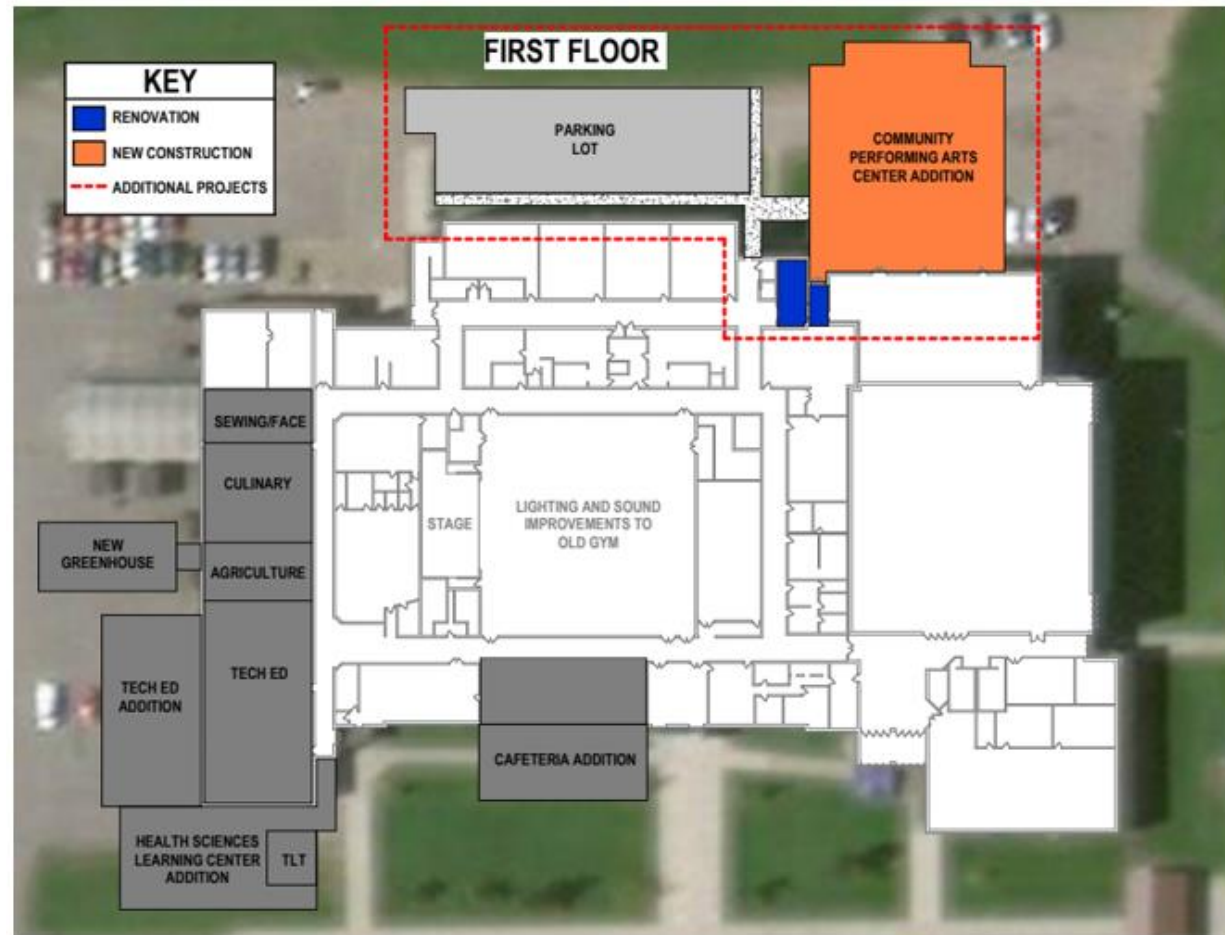 FIRST FLOOR
KEY
RENOVATION
NEW CONSTRUCTION
ADDITIONAL PROJECTS
PARKING
LOT
COMMUNITY
PERFORMING ARTS
CENTER ADDITION
SEWING/FACE
CULINARY
NEW
GREENHOUSE
AGRICULTURE
STAGE
LIGHTING AND SOUND
IMPROVEMENTS TO
OLD GYM
TECH ED
ADDITION
TECH ED
CAFETERIA ADDITION
HEALTH SCIENCES
LEARNING CENTER
ADDITION
TLT